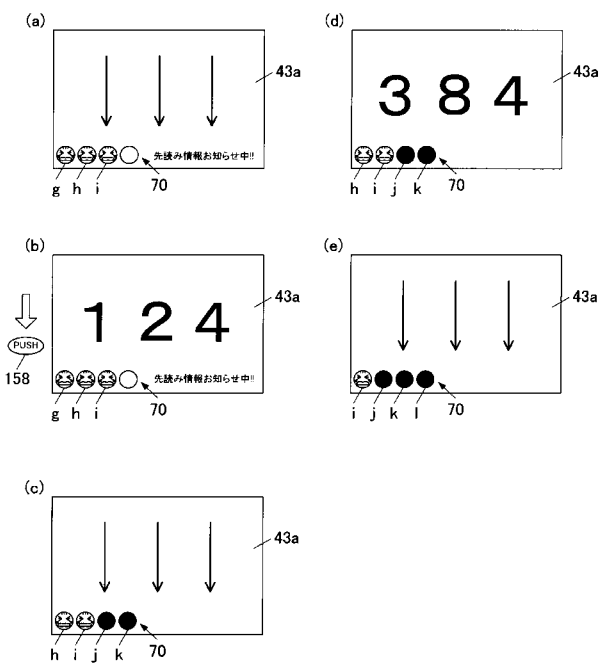 (a)
43a
先読み情報お知らせ中!!
g h i 70
(b)
1 2 4
43a
PUSH
158
先読み情報お知らせ中!!
g h i 70
(c)
43a
h i j k 70
(d)
3 8 4
43a
h i j k 70
(e)
43a
i j k l 70